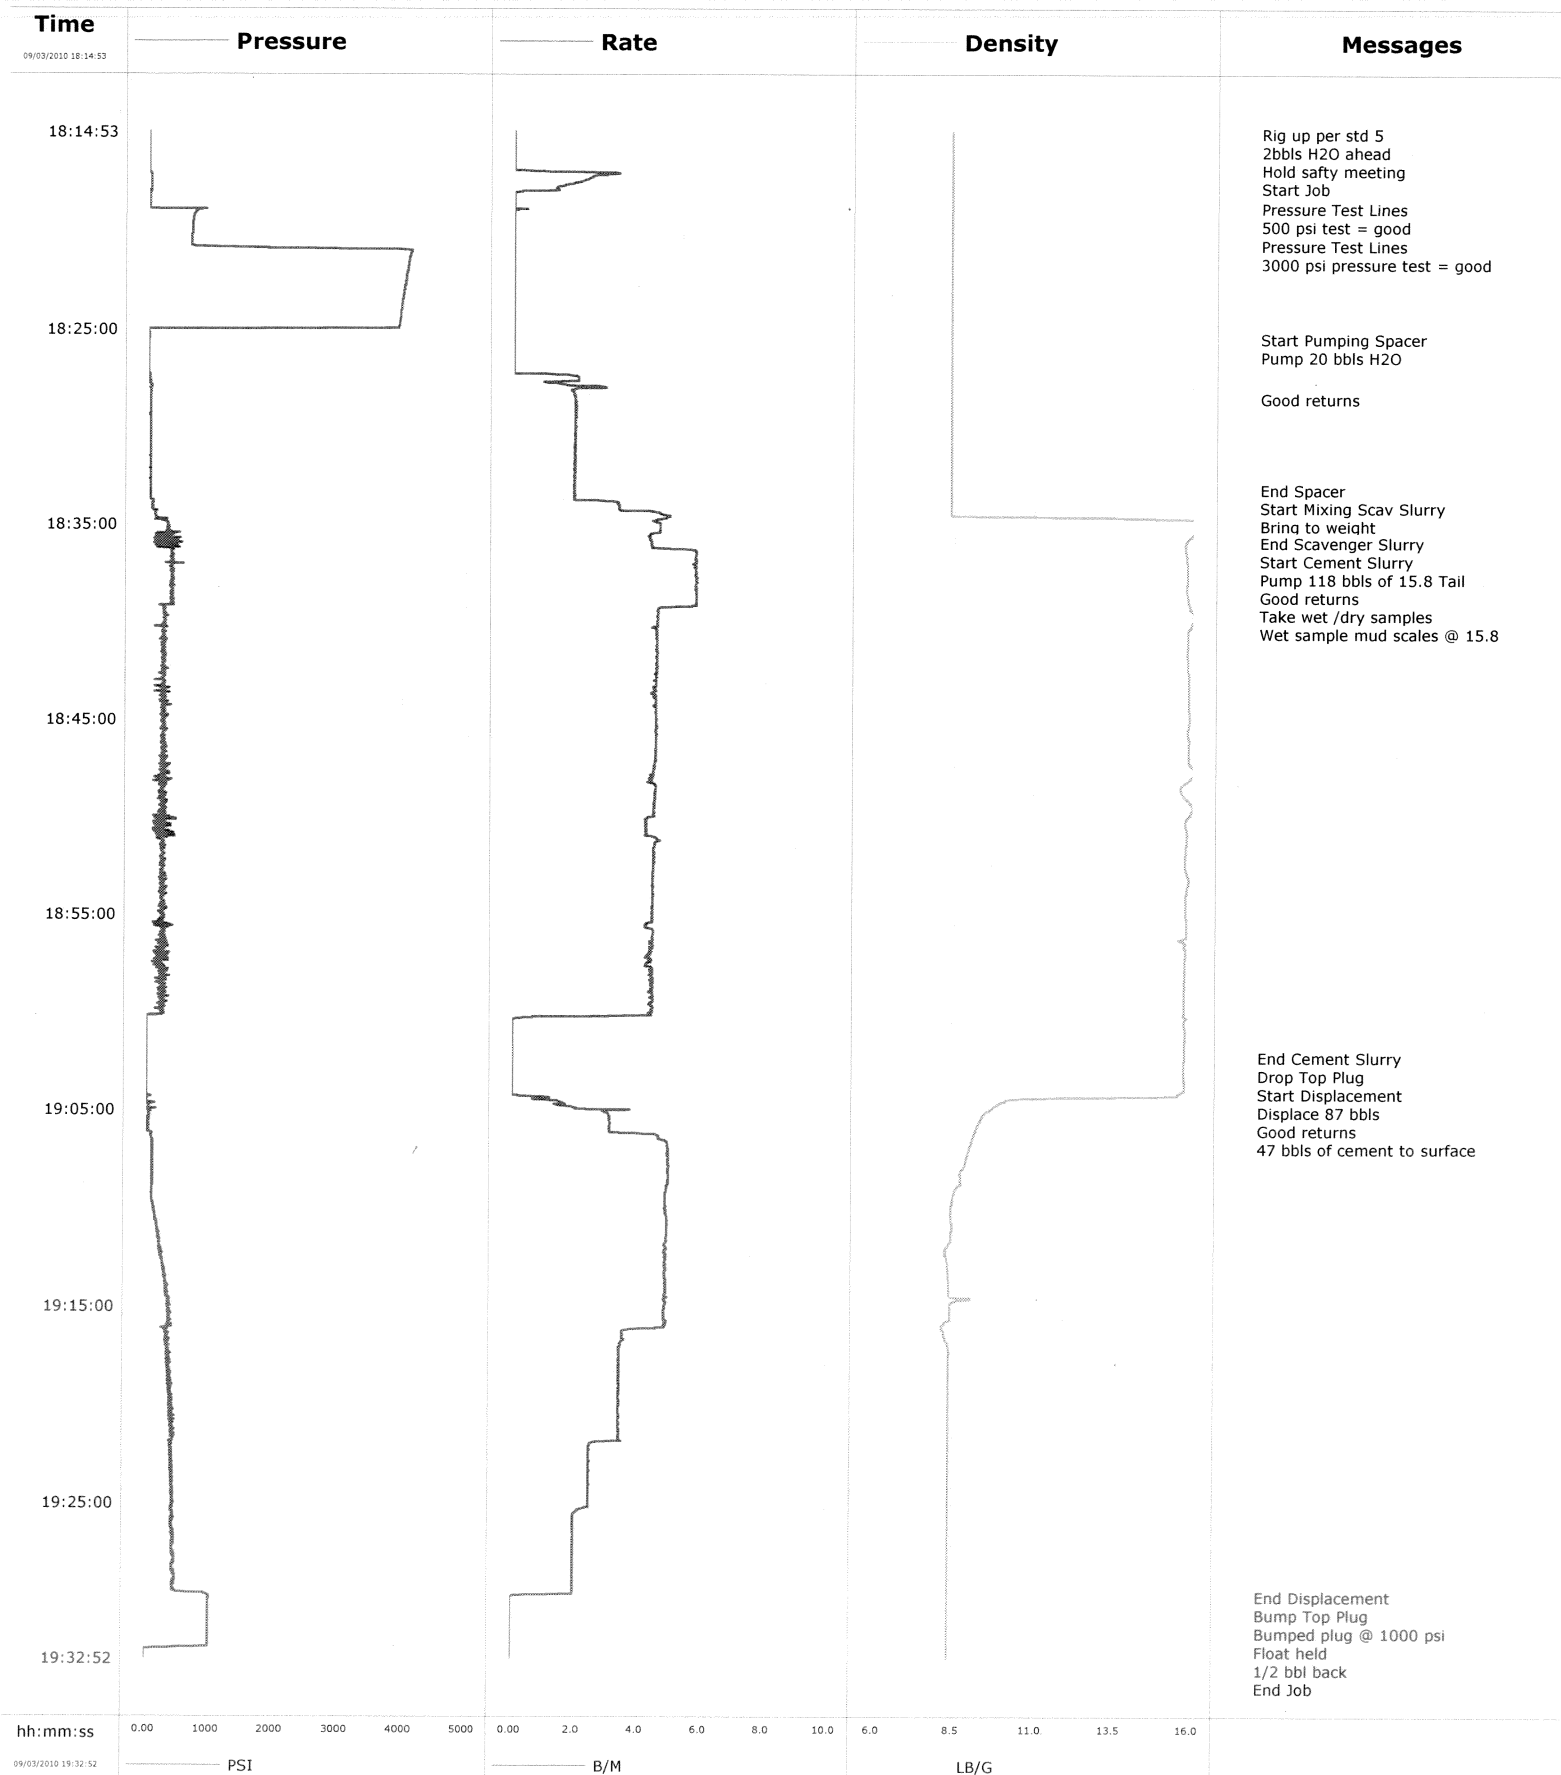 Time
09/03/2010 18:14:53
Pressure
Rate
Density
Messages
18:14:53
Rig up per std 5
2bbls H2O ahead
Hold safty meeting
Start Job
Pressure Test Lines
500 psi test = good
Pressure Test Lines
3000 psi pressure test = good
18:25:00
Start Pumping Spacer
Pump 20 bbls H2O
Good returns
End Spacer
Start Mixing Scav Slurry
18:35:00
Bring to weight
End Scavenger Slurry
Start Cement Slurry
Pump 118 bbls of 15.8 Tail
Good returns
Take wet /dry samples
Wet sample mud scales @ 15.8
18:45:00
18:55:00
End Cement Slurry
Drop Top Plug
Start Displacement
19:05:00
Displace 87 bbls
Good returns
47 bbls of cement to surface
19:15:00
19:25:00
End Displacement
Bump Top Plug
Bumped plug @ 1000 psi
19:32:52
Float held
1/2 bbl back
End Job
hh:mm:ss
0.00 1000 2000 3000 4000 5000
0.00 2.0 4.0 6.0 8.0 10.0
6.0 8.5 11.0 13.5 16.0
09/03/2010 19:32:52
PSI
B/M
LB/G